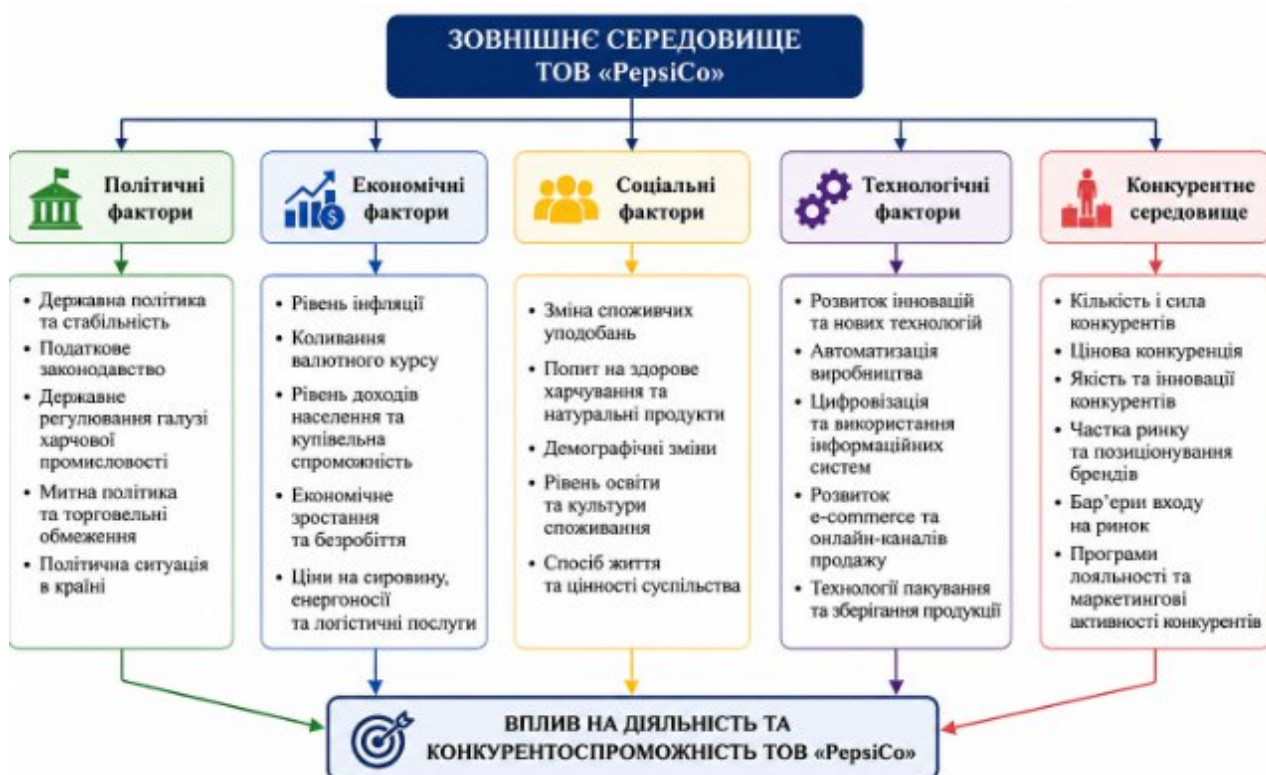 ЗОВНІШНЄ СЕРЕДОВИЩЕ
ТОВ «PepsiCo»
Політичні
фактори
• Державна політика
та стабільність
• Податкове
законодавство
• Державне
регулювання галузі
харчової
промисловості
• Митна політика
та торговельні
обмеження
• Політична ситуація
в країні
Економічні
фактори
• Рівень інфляції
• Коливання
валютного курсу
• Рівень доходів
населення та
купівельна
спроможність
• Економічне
зростання
та безробіття
• Ціни на сировину,
енергоносії
та логістичні послуги
Соціальні
фактори
• Зміна споживчих
уподобань
• Попит на здорове
харчування та
натуральні продукти
• Демографічні зміни
• Рівень освіти
та культури
споживання
• Спосіб життя
та цінності суспільства
Технологічні
фактори
• Розвиток інновацій
та нових технологій
• Автоматизація
виробництва
• Цифровізація
та використання
інформаційних
систем
• Розвиток
e-commerce та
онлайн-каналів
продажу
• Технології пакування
та зберігання продукції
Конкурентне
середовище
• Кількість і сила
конкурентів
• Цінова конкуренція
• Якість та інновації
конкурентів
• Частка ринку
та позиціонування
брендів
• Бар’єри входу
на ринок
• Програми
лояльності та
маркетингові
активності конкурентів
ВПЛИВ НА ДІЯЛЬНІСТЬ ТА
КОНКУРЕНТОСПРОМОЖНІСТЬ ТОВ «PepsiCo»